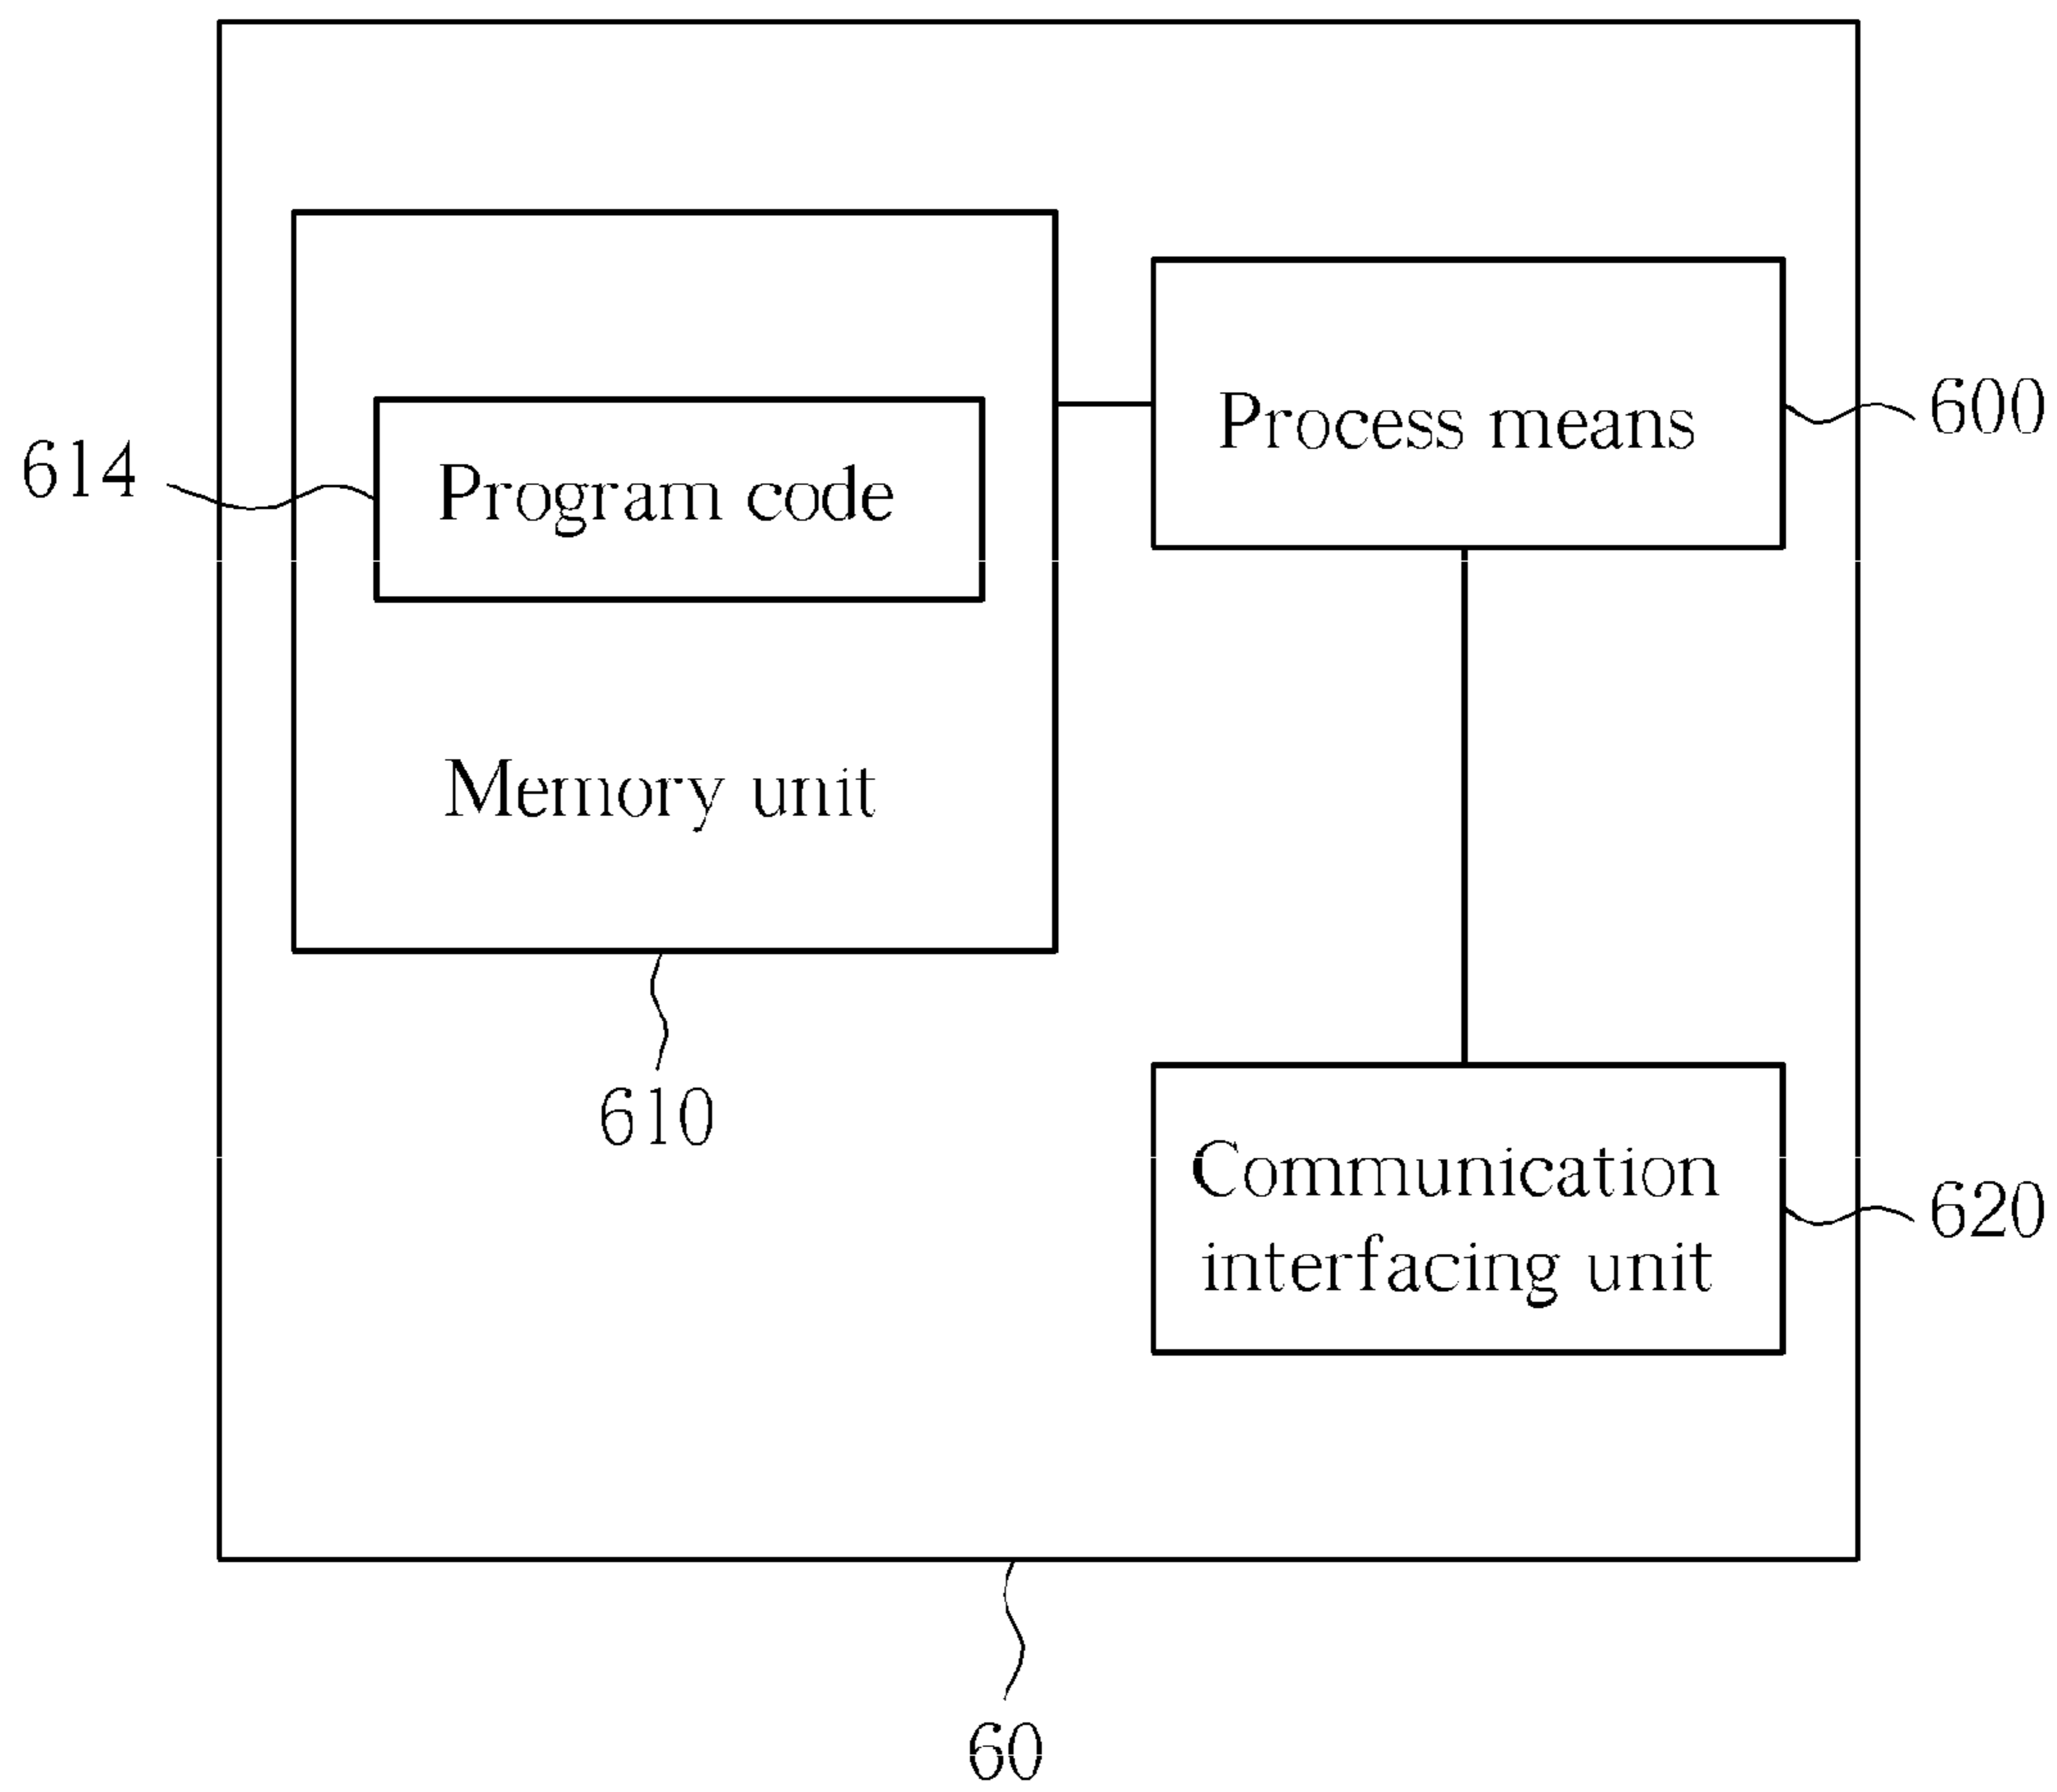 Process means
600
614
Program code
Memory unit
610
Communication
interfacing unit
620
60